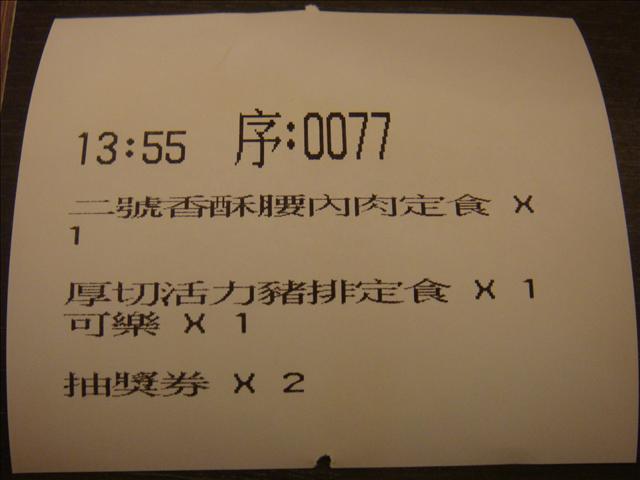 13:55 序:0077
二號香酥腰內肉定食 X
1
厚切活力豬排定食 X 1
可樂 X 1
抽獎券 X 2